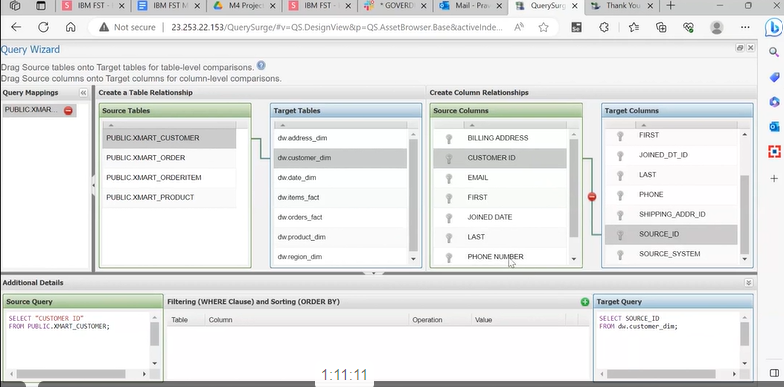 IBM FST -
IBM FST M
M4 Projec
IBM FST -
* GOVERD
Mail - Prav
QuerySurge
Thank You
Not secure
23.253.22.153/QuerySurge/#v=QS.DesignView&p=QS.AssetBrowser.Base&activeInde...
Query Wizard
Drag Source tables onto Target tables for table-level comparisons.
Drag Source columns onto Target columns for column-level comparisons.
Query Mappings
PUBLIC.XMAR...
Create a Table Relationship
Source Tables
PUBLIC.XMART_CUSTOMER
PUBLIC.XMART_ORDER
PUBLIC.XMART_ORDERITEM
PUBLIC.XMART_PRODUCT
Target Tables
dw.address_dim
dw.customer_dim
dw.date_dim
dw.items_fact
dw.orders_fact
dw.product_dim
dw.region_dim
Create Column Relationships
Source Columns
BILLING ADDRESS
CUSTOMER ID
EMAIL
FIRST
JOINED DATE
LAST
PHONE NUMBER
Target Columns
FIRST
JOINED_DT_ID
LAST
PHONE
SHIPPING_ADDR_ID
SOURCE_ID
SOURCE_SYSTEM
Additional Details
Source Query
SELECT "CUSTOMER ID"
FROM PUBLIC.XMART_CUSTOMER;
Filtering (WHERE Clause) and Sorting (ORDER BY)
Table Column Operation Value
Target Query
SELECT SOURCE_ID
FROM dw.customer_dim;
1:11:11